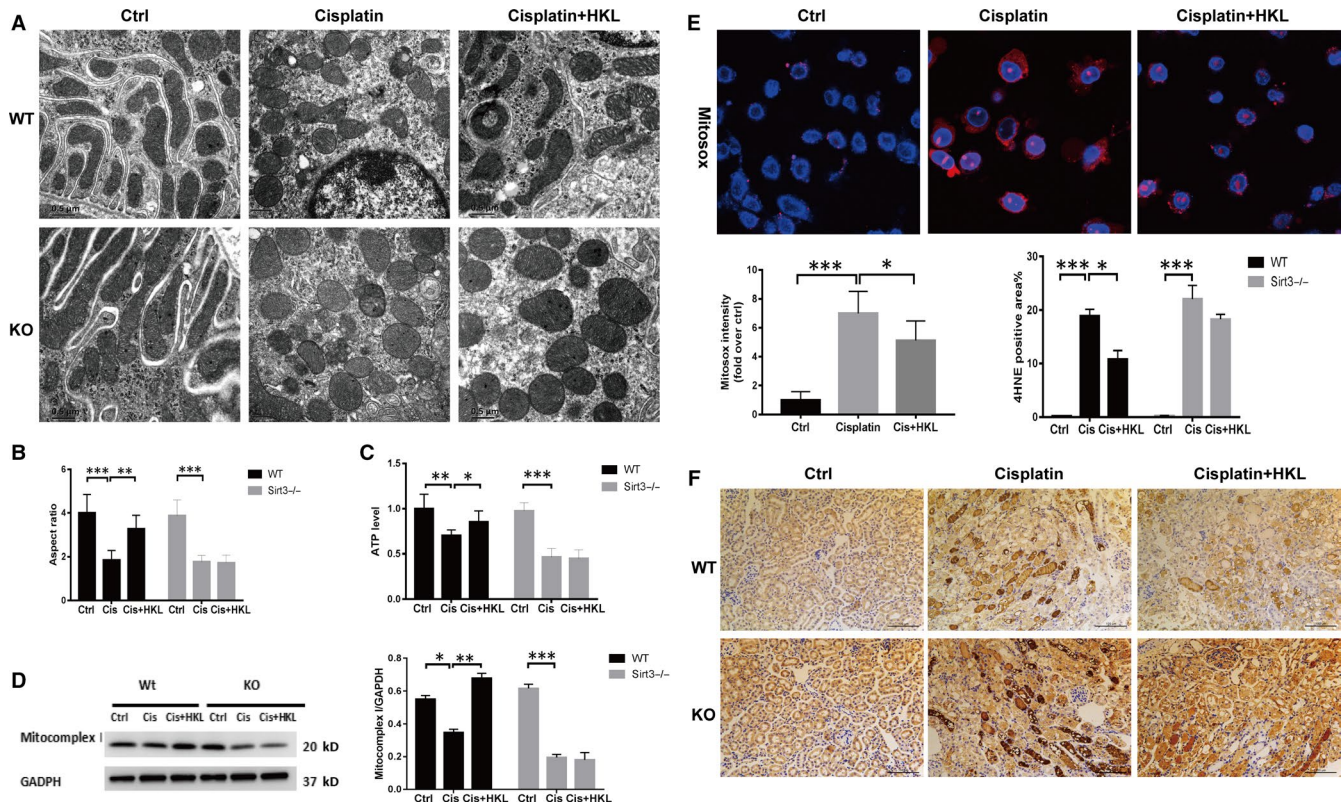 A
Ctrl
Cisplatin
Cisplatin+HKL
WT
0.5 µm
0.5 µm
KO
0.5 µm
0.5 µm
B
Aspect ratio
6
4
2
0
*** ** ***
WT
Sirt3−/−
Ctrl Cis Cis+HKL Ctrl Cis Cis+HKL
C
ATP level
1.5
1.0
0.5
0.0
** * ***
WT
Sirt3−/−
Ctrl Cis Cis+HKL Ctrl Cis Cis+HKL
D
Wt KO
Ctrl Cis Cis+HKL Ctrl Cis Cis+HKL
Mitocomplex I 20 kD
GADPH 37 kD
Mitocomplex I/GAPDH
0.8
0.6
0.4
0.2
0.0
* ** ***
WT
Sirt3−/−
Ctrl Cis Cis+HKL Ctrl Cis Cis+HKL
E
Ctrl
Cisplatin
Cisplatin+HKL
Mitosox
Mitosox intensity
(fold over ctrl)
10
8
6
4
2
0
*** *
Ctrl Cisplatin Cis+HKL
4HNE positive area%
30
20
10
0
*** * ***
WT
Sirt3−/−
Ctrl Cis Cis+HKL Ctrl Cis Cis+HKL
F
Ctrl
Cisplatin
Cisplatin+HKL
WT
KO